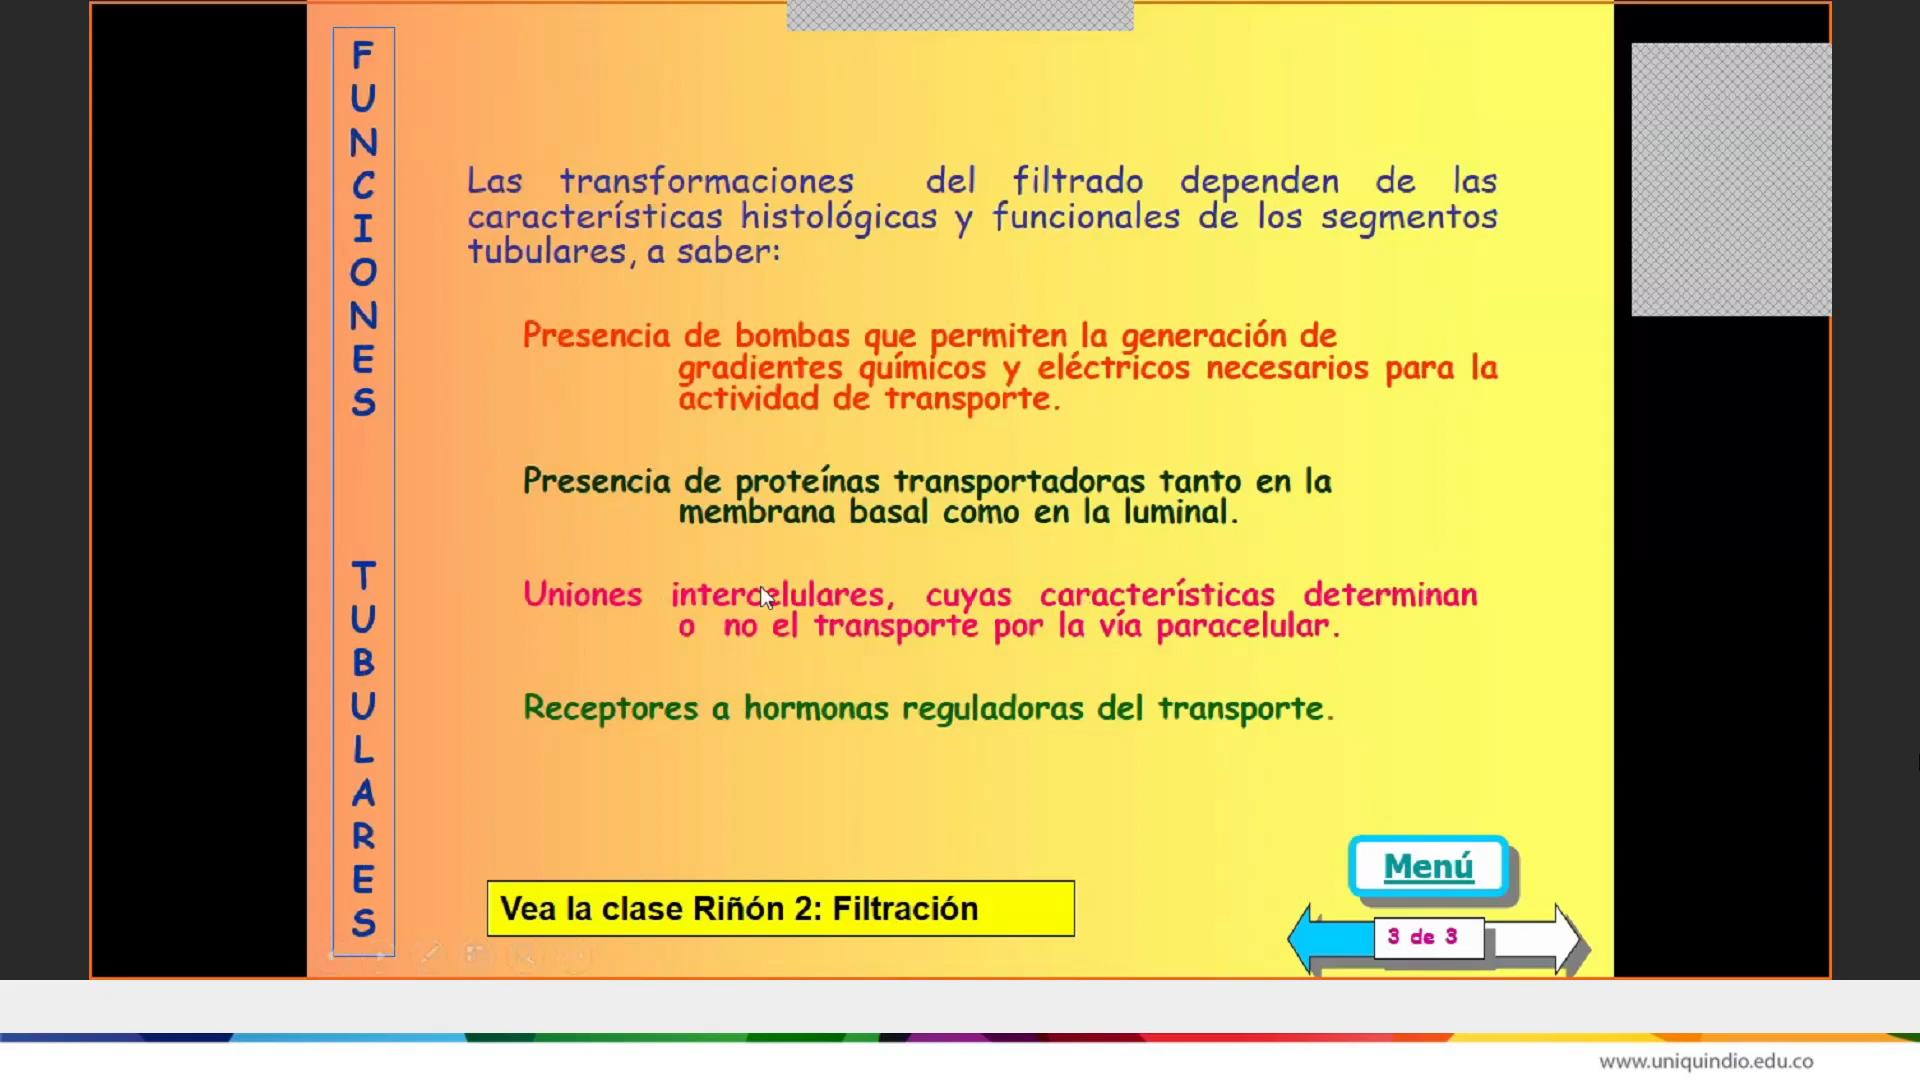 FUNCIONES
TUBULARES
Las transformaciones del filtrado dependen de las
características histológicas y funcionales de los segmentos
tubulares, a saber:
Presencia de bombas que permiten la generación de
gradientes químicos y eléctricos necesarios para la
actividad de transporte.
Presencia de proteínas transportadoras tanto en la
membrana basal como en la luminal.
Uniones intercelulares, cuyas características determinan
o no el transporte por la vía paracelular.
Receptores a hormonas reguladoras del transporte.
Vea la clase Riñón 2: Filtración
Menú
3 de 3
www.uniquindio.edu.co